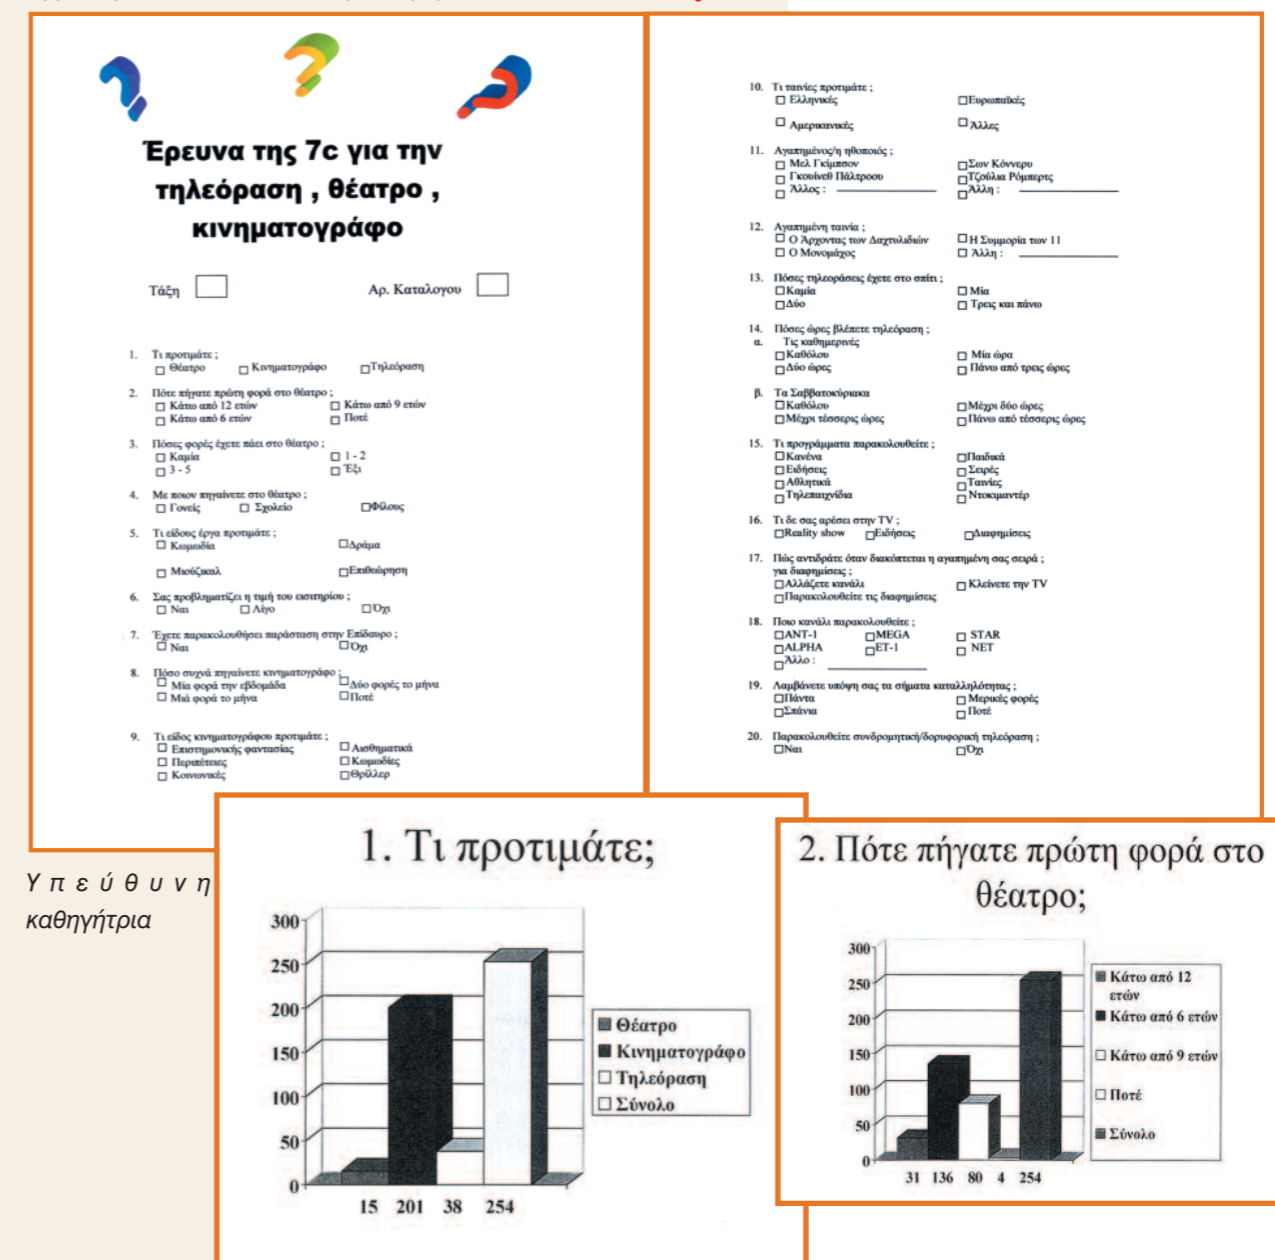 Έρευνα της 7c για την
τηλεόραση , θέατρο ,
κινηματογράφο
Τάξη Αρ. Καταλογου
1. Τι προτιμάτε ;
Θέατρο Κινηματογράφο Τηλεόραση
2. Πότε πήγατε πρώτη φορά στο θέατρο ;
Κάτω από 12 ετών Κάτω από 9 ετών
Κάτω από 6 ετών Ποτέ
3. Πόσες φορές έχετε πάει στο θέατρο ;
Καμία 1 - 2
3 - 5 Έξι
4. Με ποιον πηγαίνετε στο θέατρο ;
Γονείς Σχολείο Φίλους
5. Τι είδους έργα προτιμάτε ;
Κωμωδία Δράμα
Μιούζικαλ Επιθεώρηση
6. Σας προβληματίζει η τιμή του εισιτηρίου ;
Ναι Λίγο Όχι
7. Έχετε παρακολουθήσει παράσταση στην Επίδαυρο ;
Ναι Όχι
8. Πόσο συχνά πηγαίνετε κινηματογράφο ;
Μία φορά την εβδομάδα Δύο φορές το μήνα
Μιά φορά το μήνα Ποτέ
9. Τι είδος κινηματογράφου προτιμάτε ;
Επιστημονικής φαντασίας Αισθηματικά
Περιπέτειες Κωμωδίες
Κοινωνικές Θρίλλερ
10. Τι ταινίες προτιμάτε ;
Ελληνικές Ευρωπαϊκές
Αμερικανικές Άλλες
11. Αγαπημένος/η ηθοποιός ;
Μελ Γκίμπσον Σων Κόννερυ
Γκουίνεθ Πάλτροου Τζούλια Ρόμπερτς
Άλλος : Άλλη :
12. Αγαπημένη ταινία ;
Ο Άρχοντας των Δαχτυλιδιών Η Συμμορία των 11
Ο Μονομάχος Άλλη :
13. Πόσες τηλεοράσεις έχετε στο σπίτι ;
Καμία Μία
Δύο Τρεις και πάνω
14. Πόσες ώρες βλέπετε τηλεόραση ;
α. Τις καθημερινές
Καθόλου Μία ώρα
Δύο ώρες Πάνω από τρεις ώρες
β. Τα Σαββατοκύριακα
Καθόλου Μέχρι δύο ώρες
Μέχρι τέσσερις ώρες Πάνω από τέσσερις ώρες
15. Τι προγράμματα παρακολουθείτε ;
Κανένα Παιδικά
Ειδήσεις Σειρές
Αθλητικά Ταινίες
Τηλεπαιχνίδια Ντοκιμαντέρ
16. Τι δε σας αρέσει στην TV ;
Reality show Ειδήσεις Διαφημίσεις
17. Πώς αντιδράτε όταν διακόπτεται η αγαπημένη σας σειρά ;
για διαφημίσεις ;
Αλλάζετε κανάλι Κλείνετε την TV
Παρακολουθείτε τις διαφημίσεις
18. Ποιο κανάλι παρακολουθείτε ;
ΑΝΤ-1 MEGA STAR
ALPHA ΕΤ-1 NET
Άλλο :
19. Λαμβάνετε υπόψη σας τα σήματα καταλληλότητας ;
Πάντα Μερικές φορές
Σπάνια Ποτέ
20. Παρακολουθείτε συνδρομητική/δορυφορική τηλεόραση ;
Ναι Όχι
Υπεύθυνη
καθηγήτρια
1. Τι προτιμάτε;
300
250
200
150
100
50
0
15 201 38 254
Θέατρο
Κινηματογράφο
Τηλεόραση
Σύνολο
2. Πότε πήγατε πρώτη φορά στο
θέατρο;
300
250
200
150
100
50
0
31 136 80 4 254
Κάτω από 12
ετών
Κάτω από 6 ετών
Κάτω από 9 ετών
Ποτέ
Σύνολο